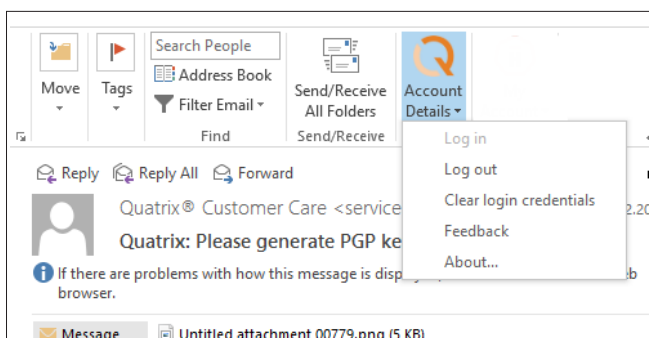 Search People
Address Book
Filter Email
Find
Move
Tags
Send/Receive
All Folders
Send/Receive
Account
Details
Log in
Log out
Clear login credentials
Feedback
About...
Reply Reply All Forward
Quatrix® Customer Care <service
2.20
Quatrix: Please generate PGP ke
If there are problems with how this message is disp
browser.
Message Untitled attachment 00779.png (5 KB)